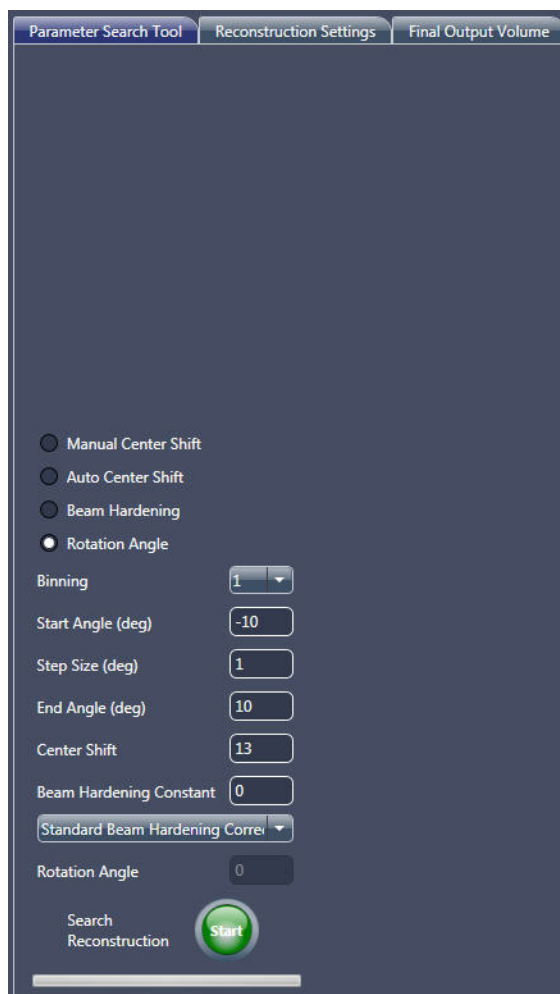 Parameter Search Tool Reconstruction Settings Final Output Volume
Manual Center Shift
Auto Center Shift
Beam Hardening
Rotation Angle
Binning 1
Start Angle (deg) -10
Step Size (deg) 1
End Angle (deg) 10
Center Shift 13
Beam Hardening Constant 0
Standard Beam Hardening Correc
Rotation Angle 0
Search
Reconstruction
Start